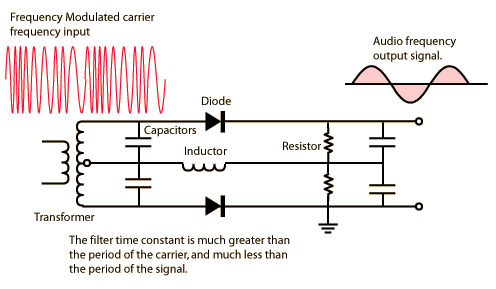 Frequency Modulated carrier
frequency input
Audio frequency
output signal.
Diode
Capacitors
Inductor
Resistor
Transformer
The filter time constant is much greater than
the period of the carrier, and much less than
the period of the signal.